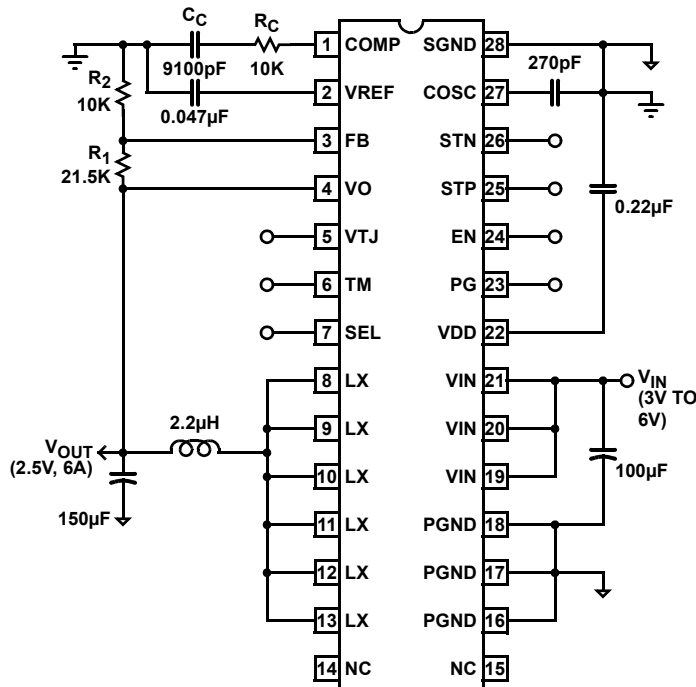 CC
9100pF
RC
10K
R2
10K
0.047µF
R1
21.5K
1 COMP
2 VREF
3 FB
4 VO
5 VTJ
6 TM
7 SEL
8 LX
9 LX
10 LX
11 LX
12 LX
13 LX
14 NC
2.2µH
VOUT
(2.5V, 6A)
150µF
SGND 28
COSC 27
STN 26
STP 25
EN 24
PG 23
VDD 22
VIN 21
VIN 20
VIN 19
PGND 18
PGND 17
PGND 16
NC 15
270pF
0.22µF
VIN
(3V TO
6V)
100µF